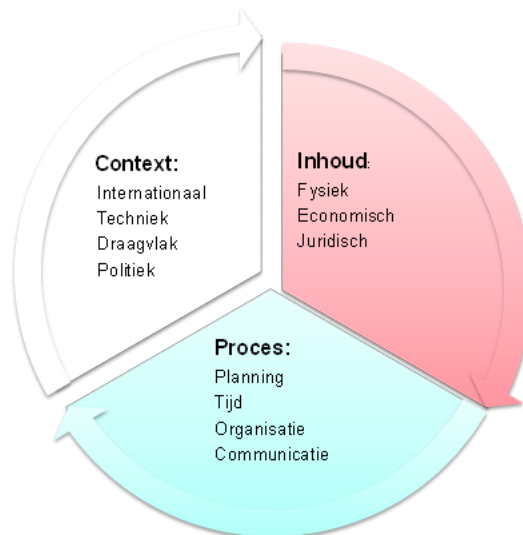 Context:
Internationaal
Techniek
Draagvlak
Politiek
Inhoud:
Fysiek
Economisch
Juridisch
Proces:
Planning
Tijd
Organisatie
Communicatie